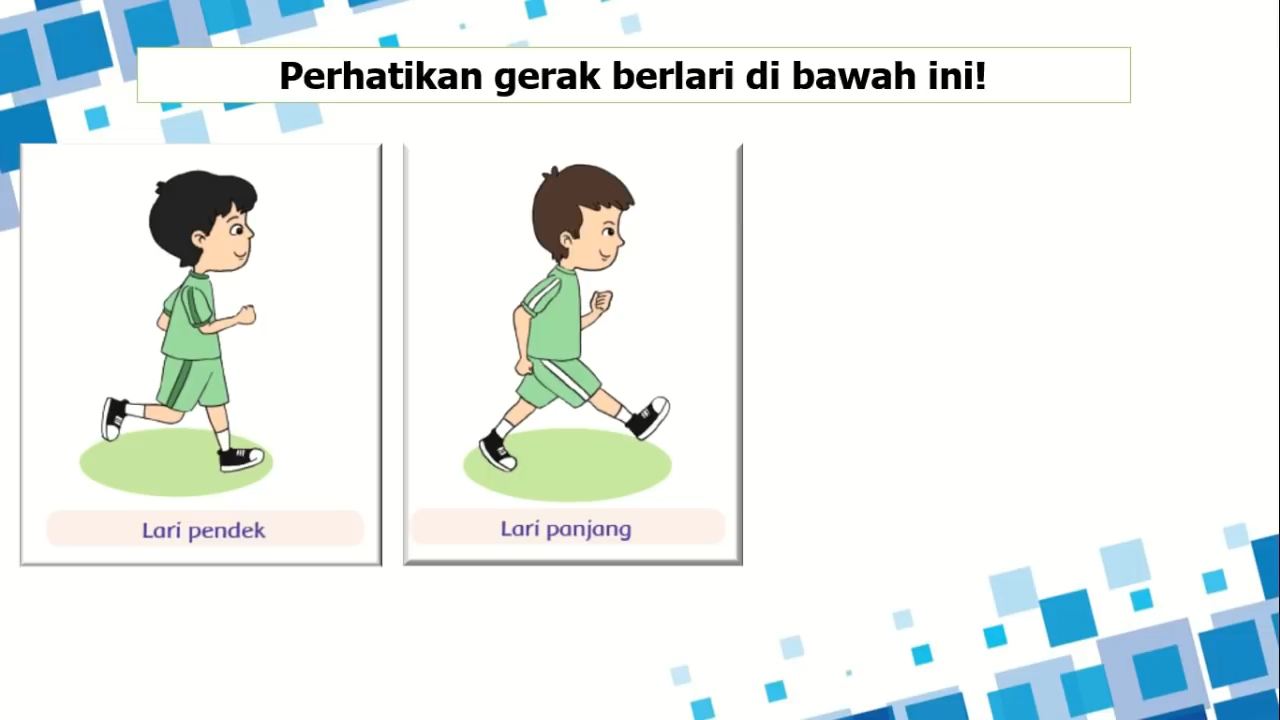 Perhatikan gerak berlari di bawah ini!
Lari pendek
Lari panjang